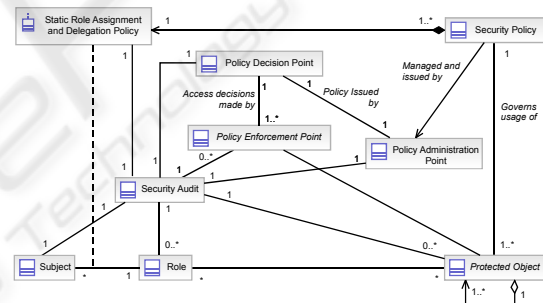 Static Role Assignment
and Delegation Policy
1
1..*
Security Policy
1
1
Policy Decision Point
1
1
1
Managed and
issued by
Access decisions
made by
Policy Issued
by
Governs
usage of
1..*
1
Policy Enforcement Point
0..*
Policy Administration
Point
1
1
1
1
1
Security Audit
1
1
1
1
0..*
0..*
1..*
Subject
*
1
Role
*
*
Protected Object
1..*
1
Technology